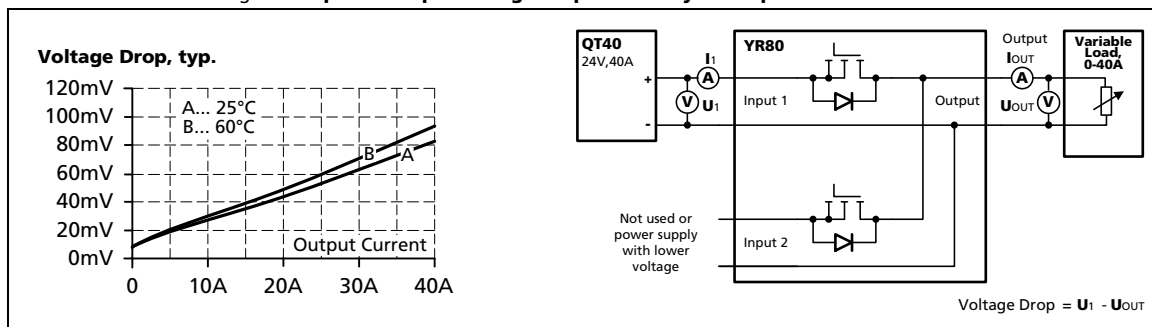 Voltage Drop, typ.
120mV
100mV
80mV
60mV
40mV
20mV
0mV
A... 25°C
B... 60°C
B
A
Output Current
0
10A
20A
30A
40A
QT40
24V,40A
+
-
I1
A
V
U1
YR80
Input 1
Output
Input 2
Not used or
power supply
with lower
voltage
Output
IOUT
A
UOUT
V
Variable
Load,
0-40A
Voltage Drop = U1 - UOUT